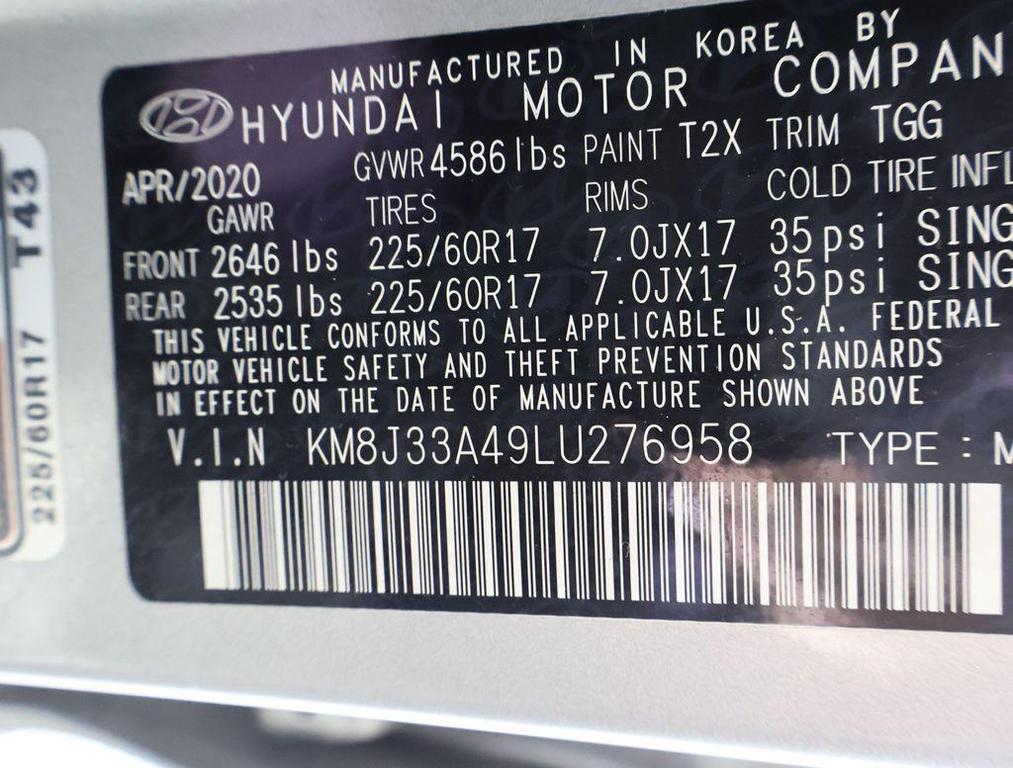 MANUFACTURED IN KOREA BY
HYUNDAI MOTOR COMPAN
APR/2020 GVWR 4586 lbs PAINT T2X TRIM TGG
GAWR TIRES RIMS COLD TIRE INFL
FRONT 2646 lbs 225/60R17 7.0JX17 35psi SING
REAR 2535 lbs 225/60R17 7.0JX17 35psi SING
THIS VEHICLE CONFORMS TO ALL APPLICABLE U.S.A. FEDERAL
MOTOR VEHICLE SAFETY AND THEFT PREVENTION STANDARDS
IN EFFECT ON THE DATE OF MANUFACTURE SHOWN ABOVE
V.I.N KM8J33A49LU276958 TYPE : M
225/60R17 T43